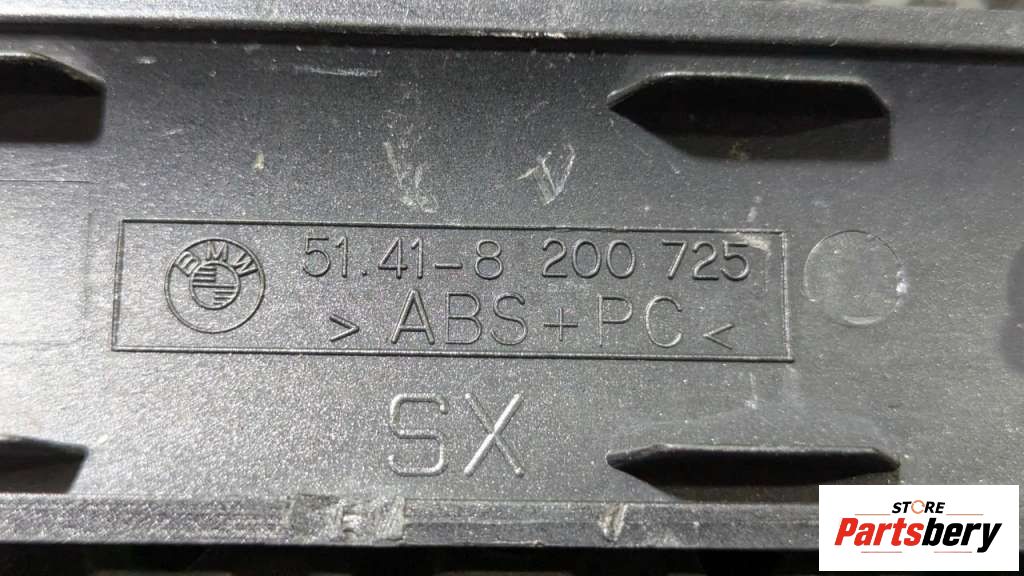 BMW
51.41-8 200 725
>ABS+PC<
SX
STORE
Partsbery